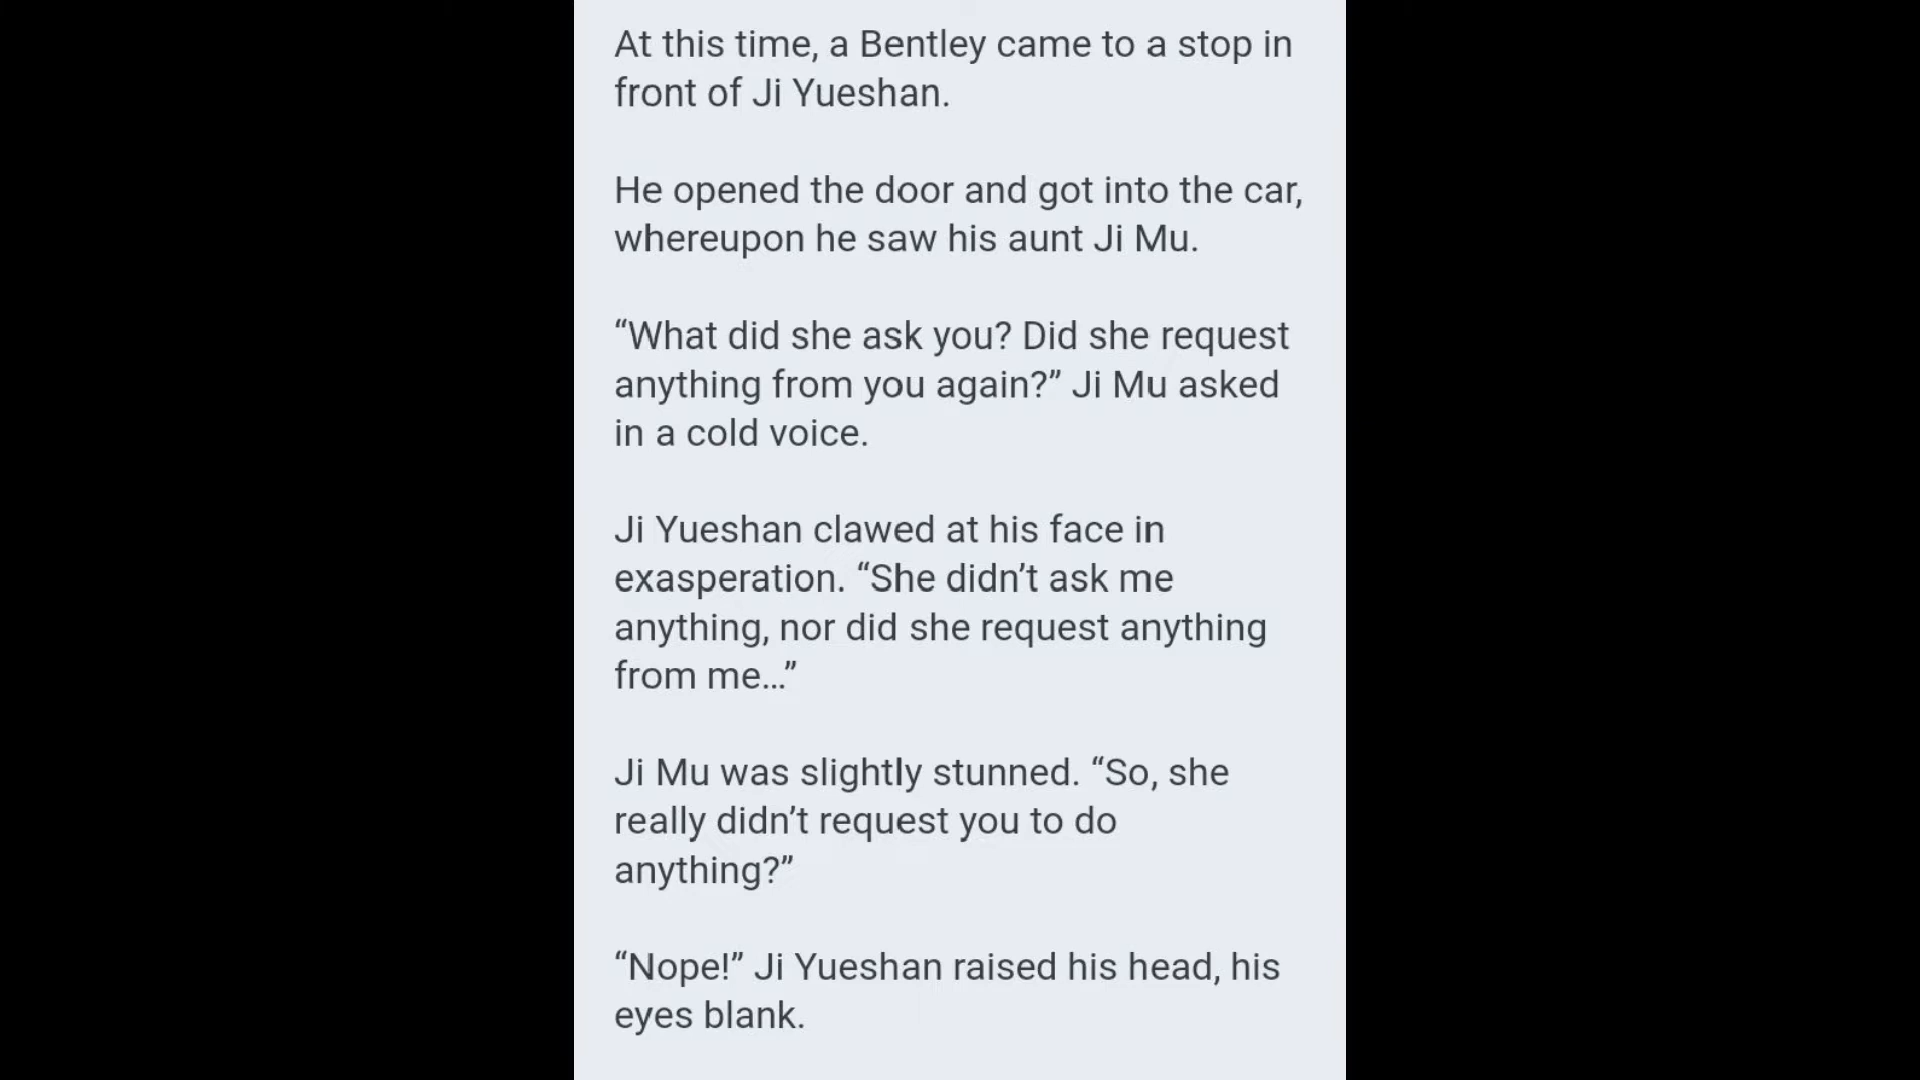 At this time, a Bentley came to a stop in
front of Ji Yueshan.
He opened the door and got into the car,
whereupon he saw his aunt Ji Mu.
“What did she ask you? Did she request
anything from you again?” Ji Mu asked
in a cold voice.
Ji Yueshan clawed at his face in
exasperation. “She didn’t ask me
anything, nor did she request anything
from me…”
Ji Mu was slightly stunned. “So, she
really didn’t request you to do
anything?”
“Nope!” Ji Yueshan raised his head, his
eyes blank.